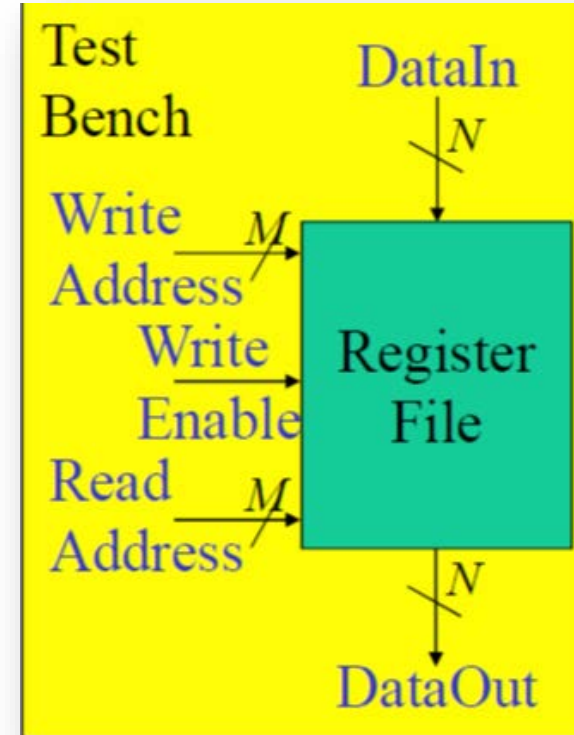 Test
Bench
DataIn
N
Write
Address
M
Write
Enable
Register
File
Read
Address
M
N
DataOut